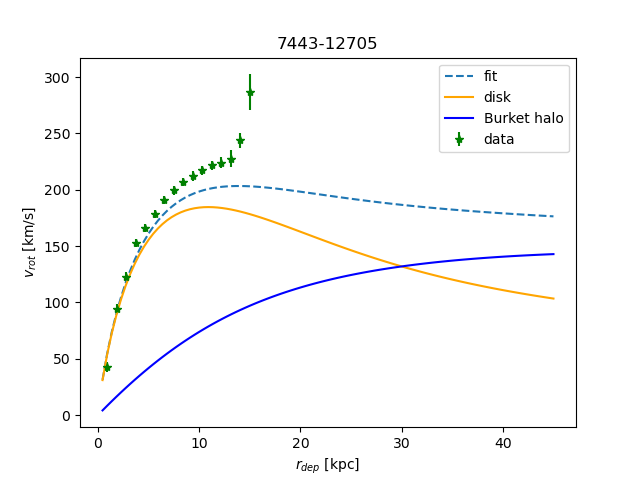 7443-12705
300
250
200
150
100
50
0
v_rot [km/s]
fit
disk
Burket halo
data
0 10 20 30 40
r_dep [kpc]